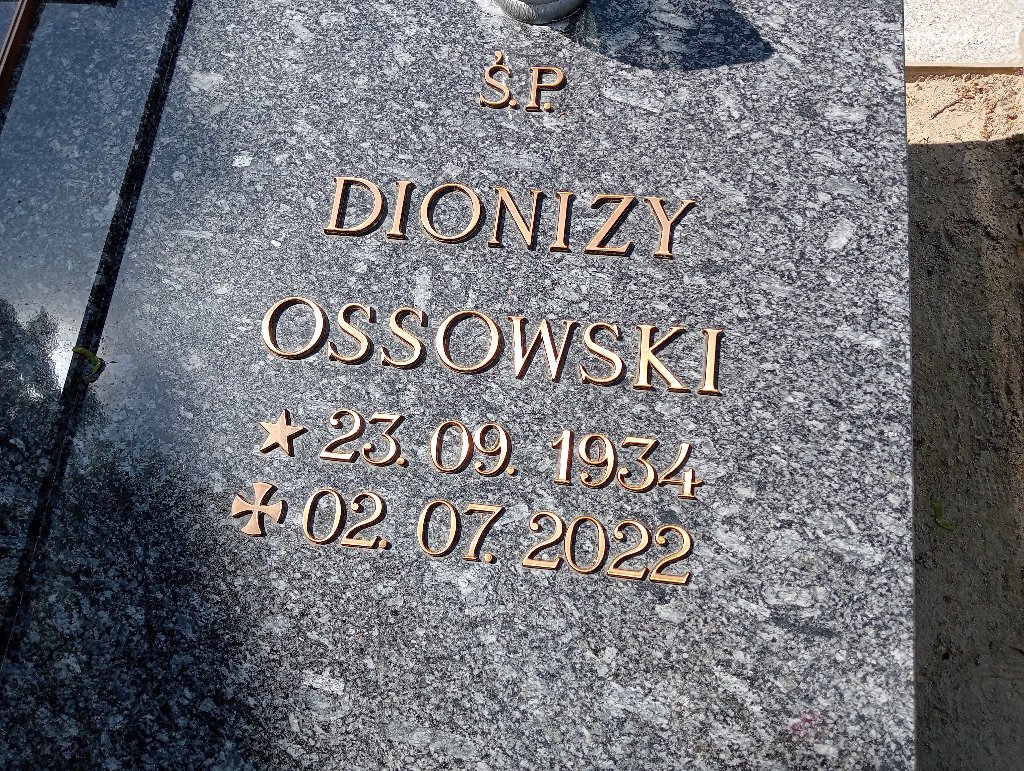 Ś.P.
DIONIZY
OSSOWSKI
★ 23. 09. 1934
✠ 02. 07. 2022